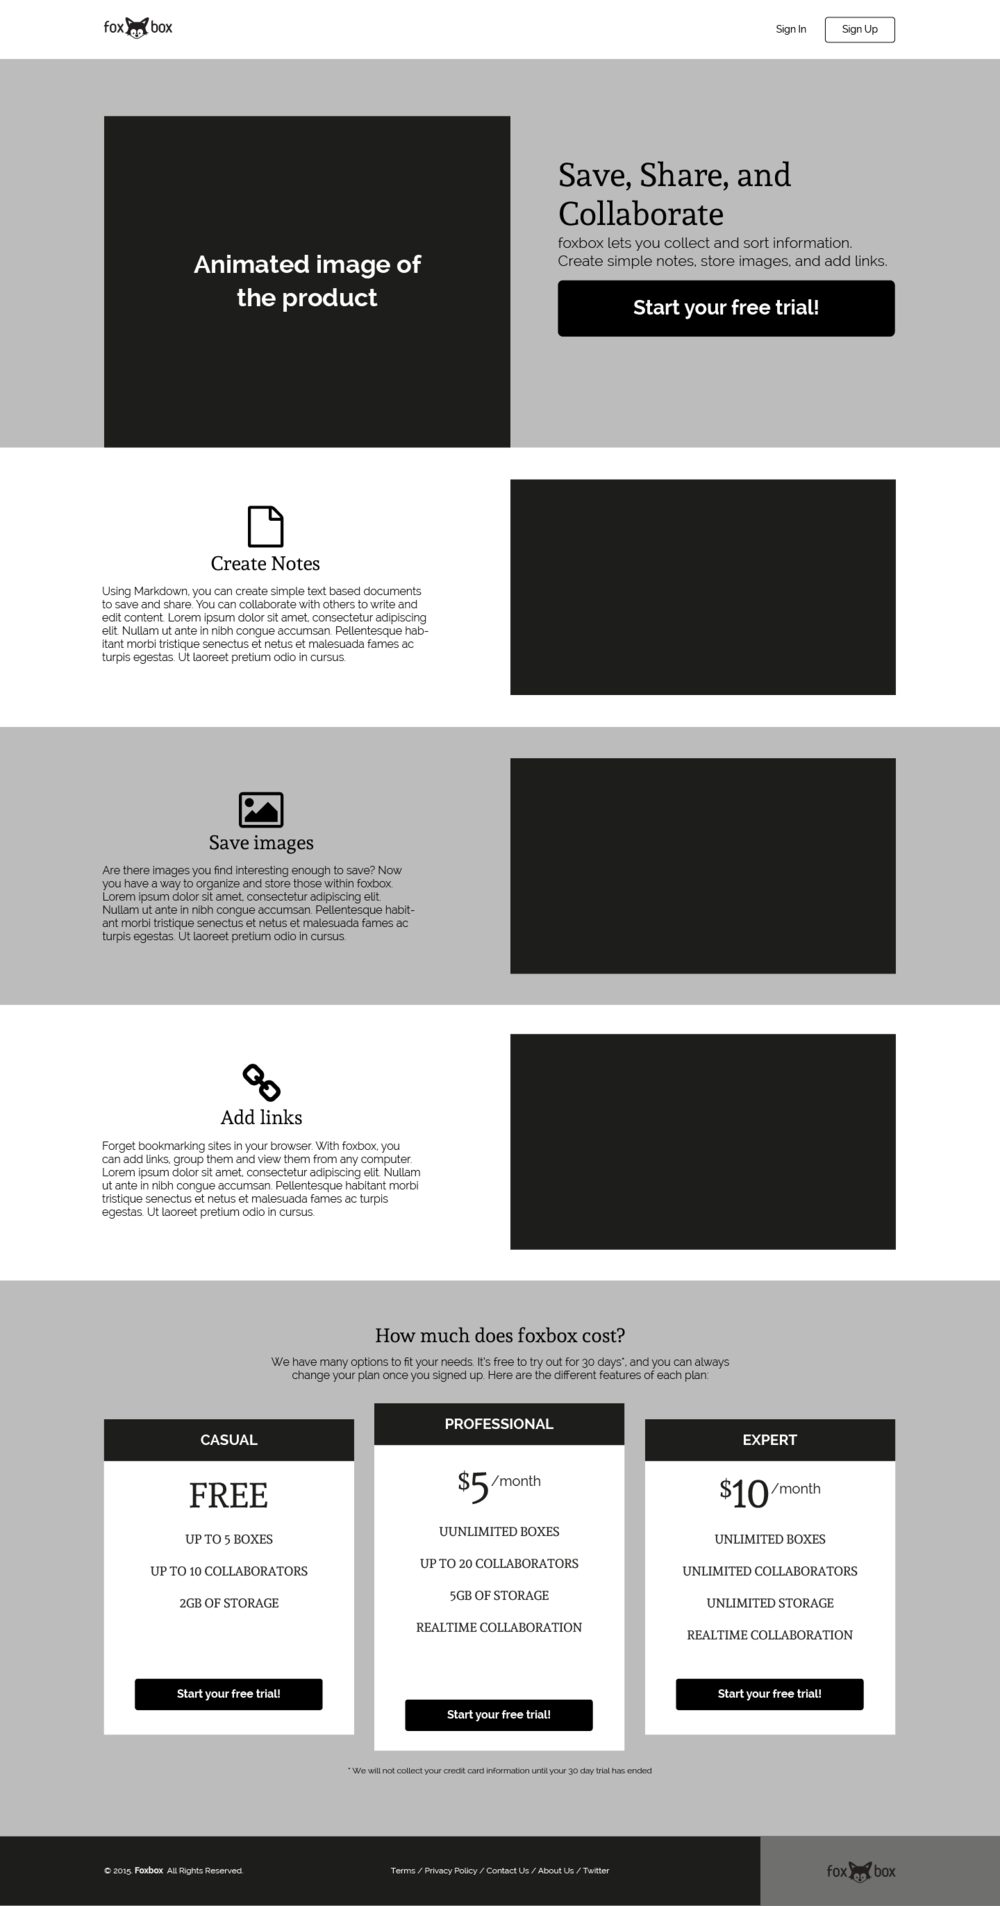 fox box
Sign In
Sign Up
Animated image of
the product
Save, Share, and
Collaborate
foxbox lets you collect and sort information.
Create simple notes, store images, and add links.
Start your free trial!
Create Notes
Using Markdown, you can create simple text based documents
to save and share. You can collaborate with others to write and
edit content. Lorem ipsum dolor sit amet, consectetur adipiscing
elit. Nullam ut ante in nibh congue accumsan. Pellentesque hab-
itant morbi tristique senectus et netus et malesuada fames ac
turpis egestas. Ut laoreet pretium odio in cursus.
Save images
Are there images you find interesting enough to save? Now
you have a way to organize and store those within foxbox.
Lorem ipsum dolor sit amet, consectetur adipiscing elit.
Nullam ut ante in nibh congue accumsan. Pellentesque habit-
ant morbi tristique senectus et netus et malesuada fames ac
turpis egestas. Ut laoreet pretium odio in cursus.
Add links
Forget bookmarking sites in your browser. With foxbox, you
can add links, group them and view them from any computer.
Lorem ipsum dolor sit amet, consectetur adipiscing elit. Nullam
ut ante in nibh congue accumsan. Pellentesque habitant morbi
tristique senectus et netus et malesuada fames ac turpis
egestas. Ut laoreet pretium odio in cursus.
How much does foxbox cost?
We have many options to fit your needs. It's free to try out for 30 days*, and you can always
change your plan once you signed up. Here are the different features of each plan:
CASUAL
FREE
UP TO 5 BOXES
UP TO 10 COLLABORATORS
2GB OF STORAGE
Start your free trial!
PROFESSIONAL
$5/month
UUNLIMITED BOXES
UP TO 20 COLLABORATORS
5GB OF STORAGE
REALTIME COLLABORATION
Start your free trial!
EXPERT
$10/month
UNLIMITED BOXES
UNLIMITED COLLABORATORS
UNLIMITED STORAGE
REALTIME COLLABORATION
Start your free trial!
* We will not collect your credit card information until your 30 day trial has ended
© 2015. Foxbox All Rights Reserved.
Terms / Privacy Policy / Contact Us / About Us / Twitter
fox box